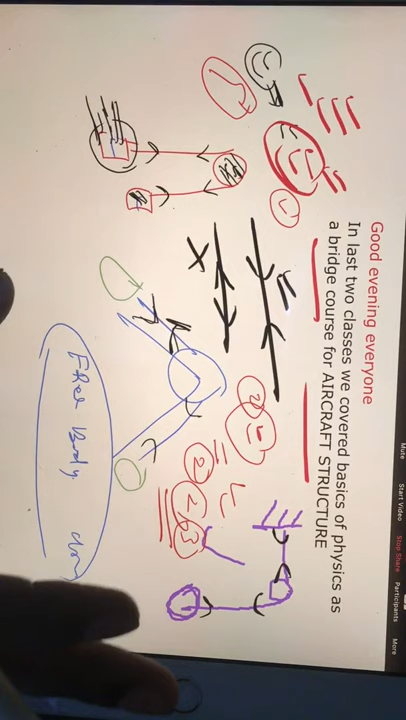 Mute Start Video Stop Share Participants More
Good evening everyone
In last two classes we covered basics of physics as
a bridge course for AIRCRAFT STRUCTURE
Free Body